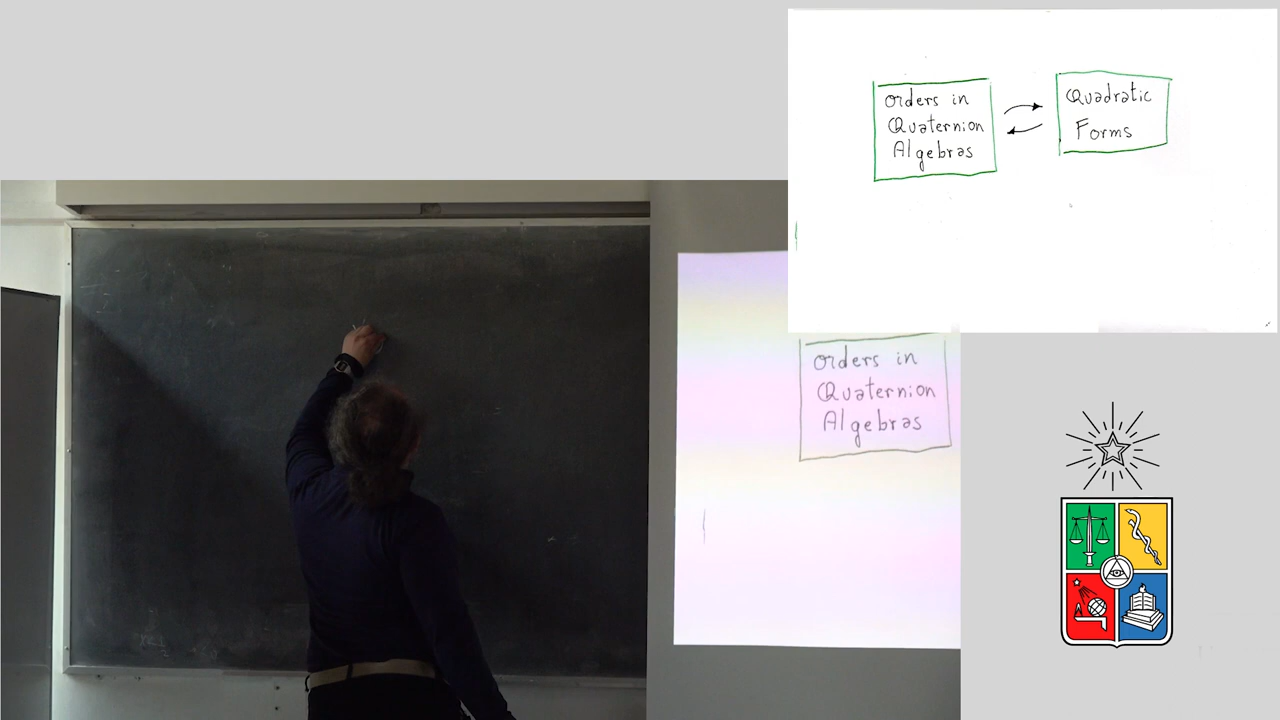 Orders in
Quaternion
Algebras
Quadratic
Forms
Orders in
Quaternion
Algebras